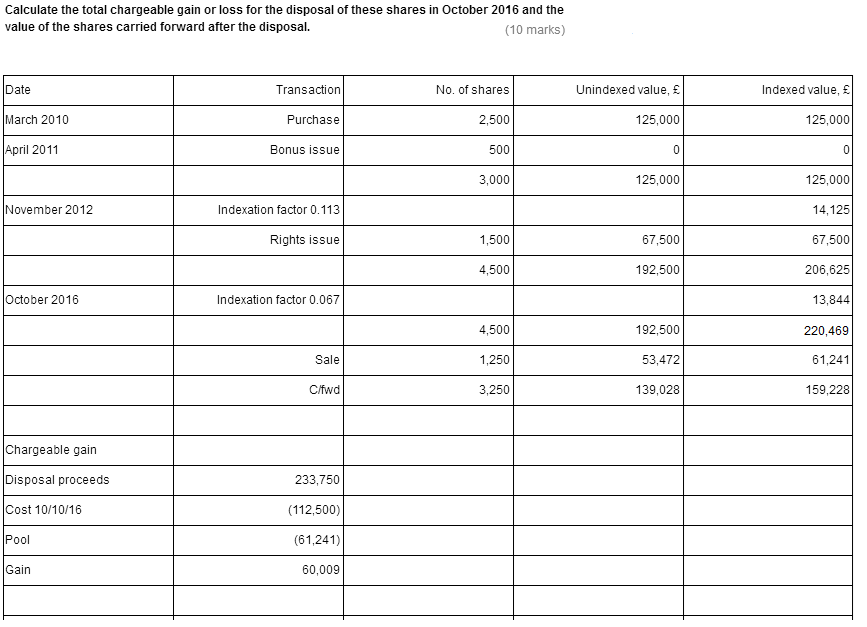 Calculate the total chargeable gain or loss for the disposal of these shares in October 2016 and the
value of the shares carried forward after the disposal.
(10 marks)
Date Transaction No. of shares Unindexed value, £ Indexed value, £
March 2010 Purchase 2,500 125,000 125,000
April 2011 Bonus issue 500 0 0
3,000 125,000 125,000
November 2012 Indexation factor 0.113 14,125
Rights issue 1,500 67,500 67,500
4,500 192,500 206,625
October 2016 Indexation factor 0.067 13,844
4,500 192,500 220,469
Sale 1,250 53,472 61,241
C/fwd 3,250 139,028 159,228
Chargeable gain
Disposal proceeds 233,750
Cost 10/10/16 (112,500)
Pool (61,241)
Gain 60,009